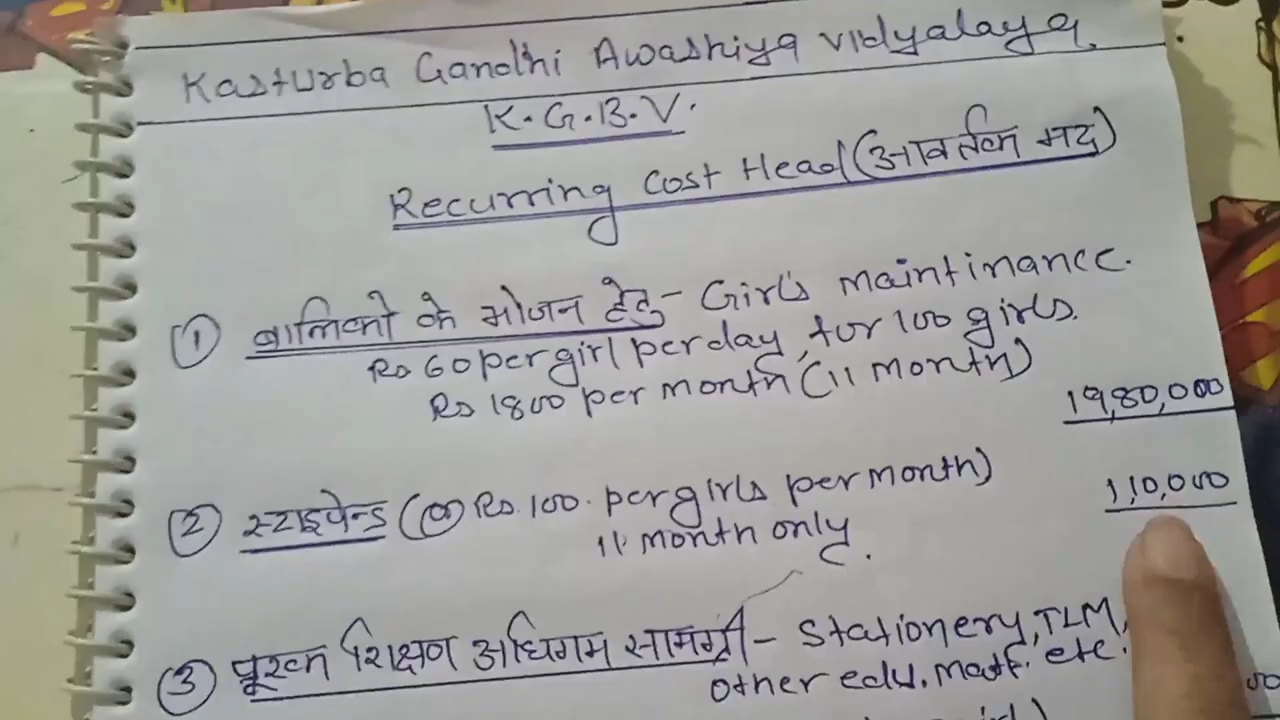 Kasturba Gandhi Awashiya Vidyalaya.
K.G.B.V.
Recurring Cost Head (आवर्तक मद)
① बालिको के भोजन हेतु - Girl's maintinance.
Rs 60 per girl per day, for 100 girls.
Rs 1800 per month (11 month)
19,80,000
② स्टाइपेन्ड (@ Rs. 100. per girls per month)
1,10,000
11 month only.
③ पूरक शिक्षण अधिगम सामग्री - Stationery, TLM,
other edu. matr. etc.